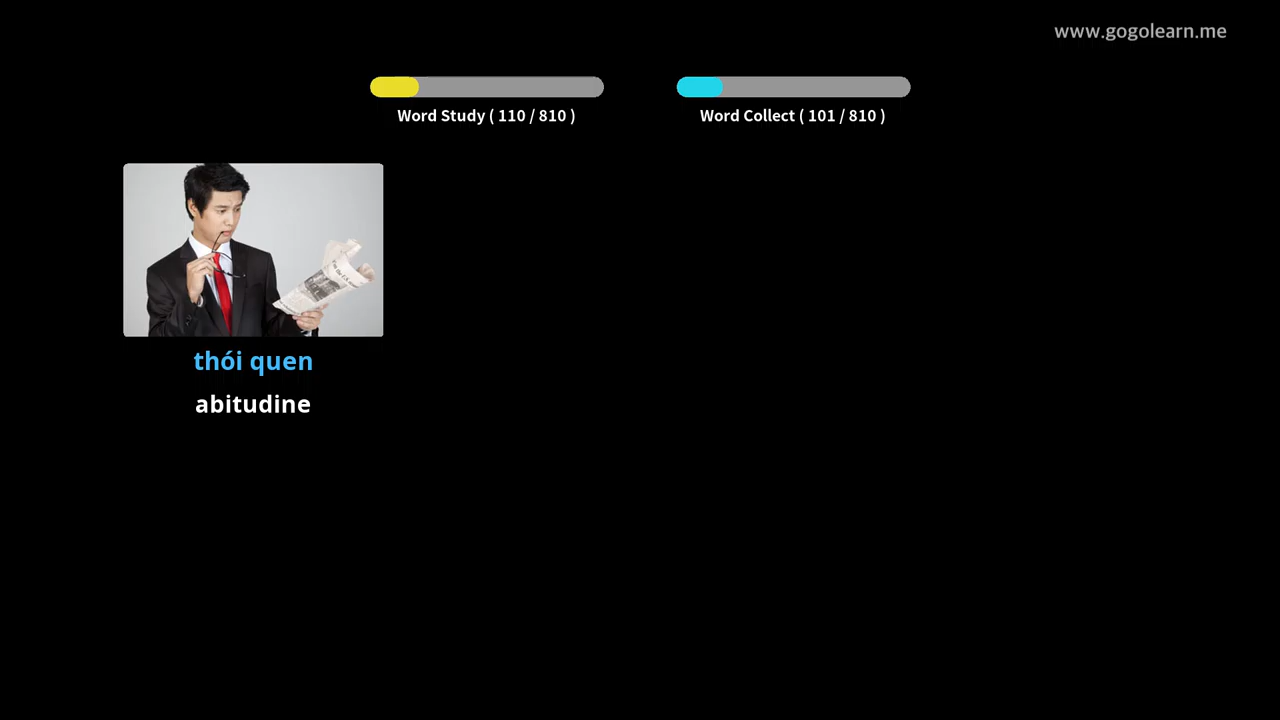 www.gogolearn.me
Word Study ( 110 / 810 )
Word Collect ( 101 / 810 )
thói quen
abitudine